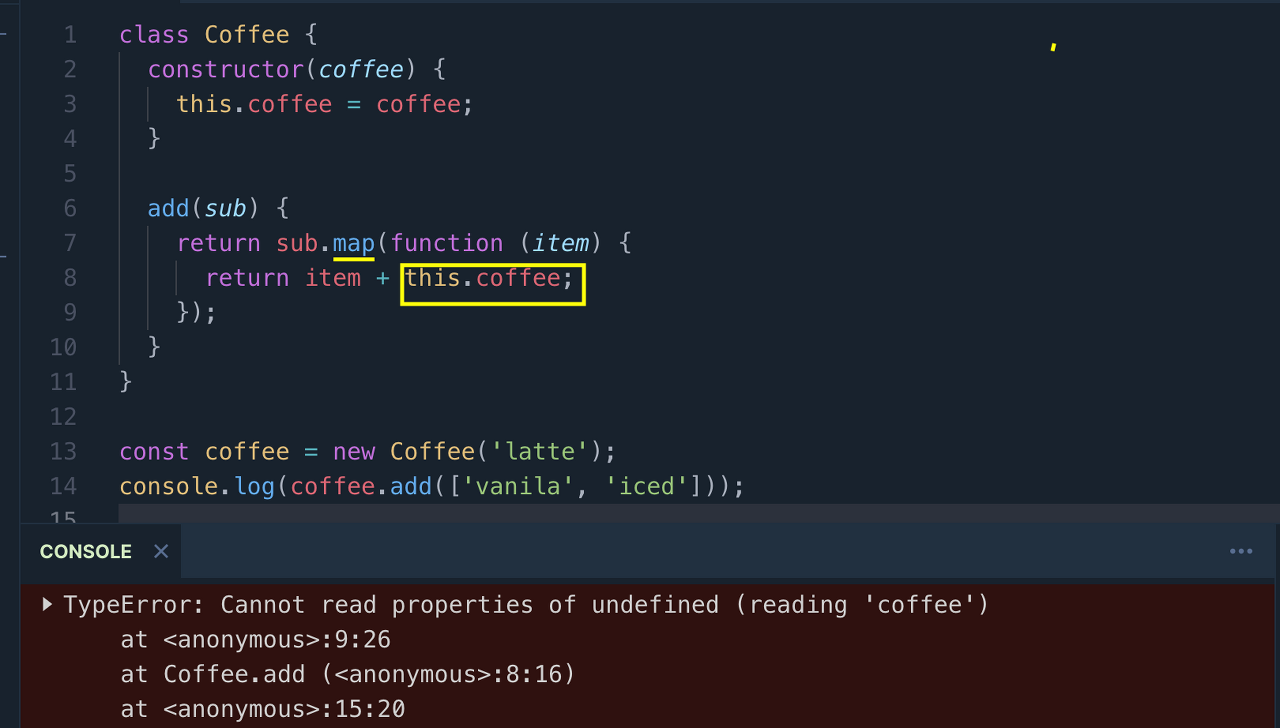 1 class Coffee {
2 constructor(coffee) {
3 this.coffee = coffee;
4 }
5
6 add(sub) {
7 return sub.map(function (item) {
8 return item + this.coffee;
9 });
10 }
11 }
12
13 const coffee = new Coffee('latte');
14 console.log(coffee.add(['vanila', 'iced']));
15
CONSOLE
TypeError: Cannot read properties of undefined (reading 'coffee')
at <anonymous>:9:26
at Coffee.add (<anonymous>:8:16)
at <anonymous>:15:20